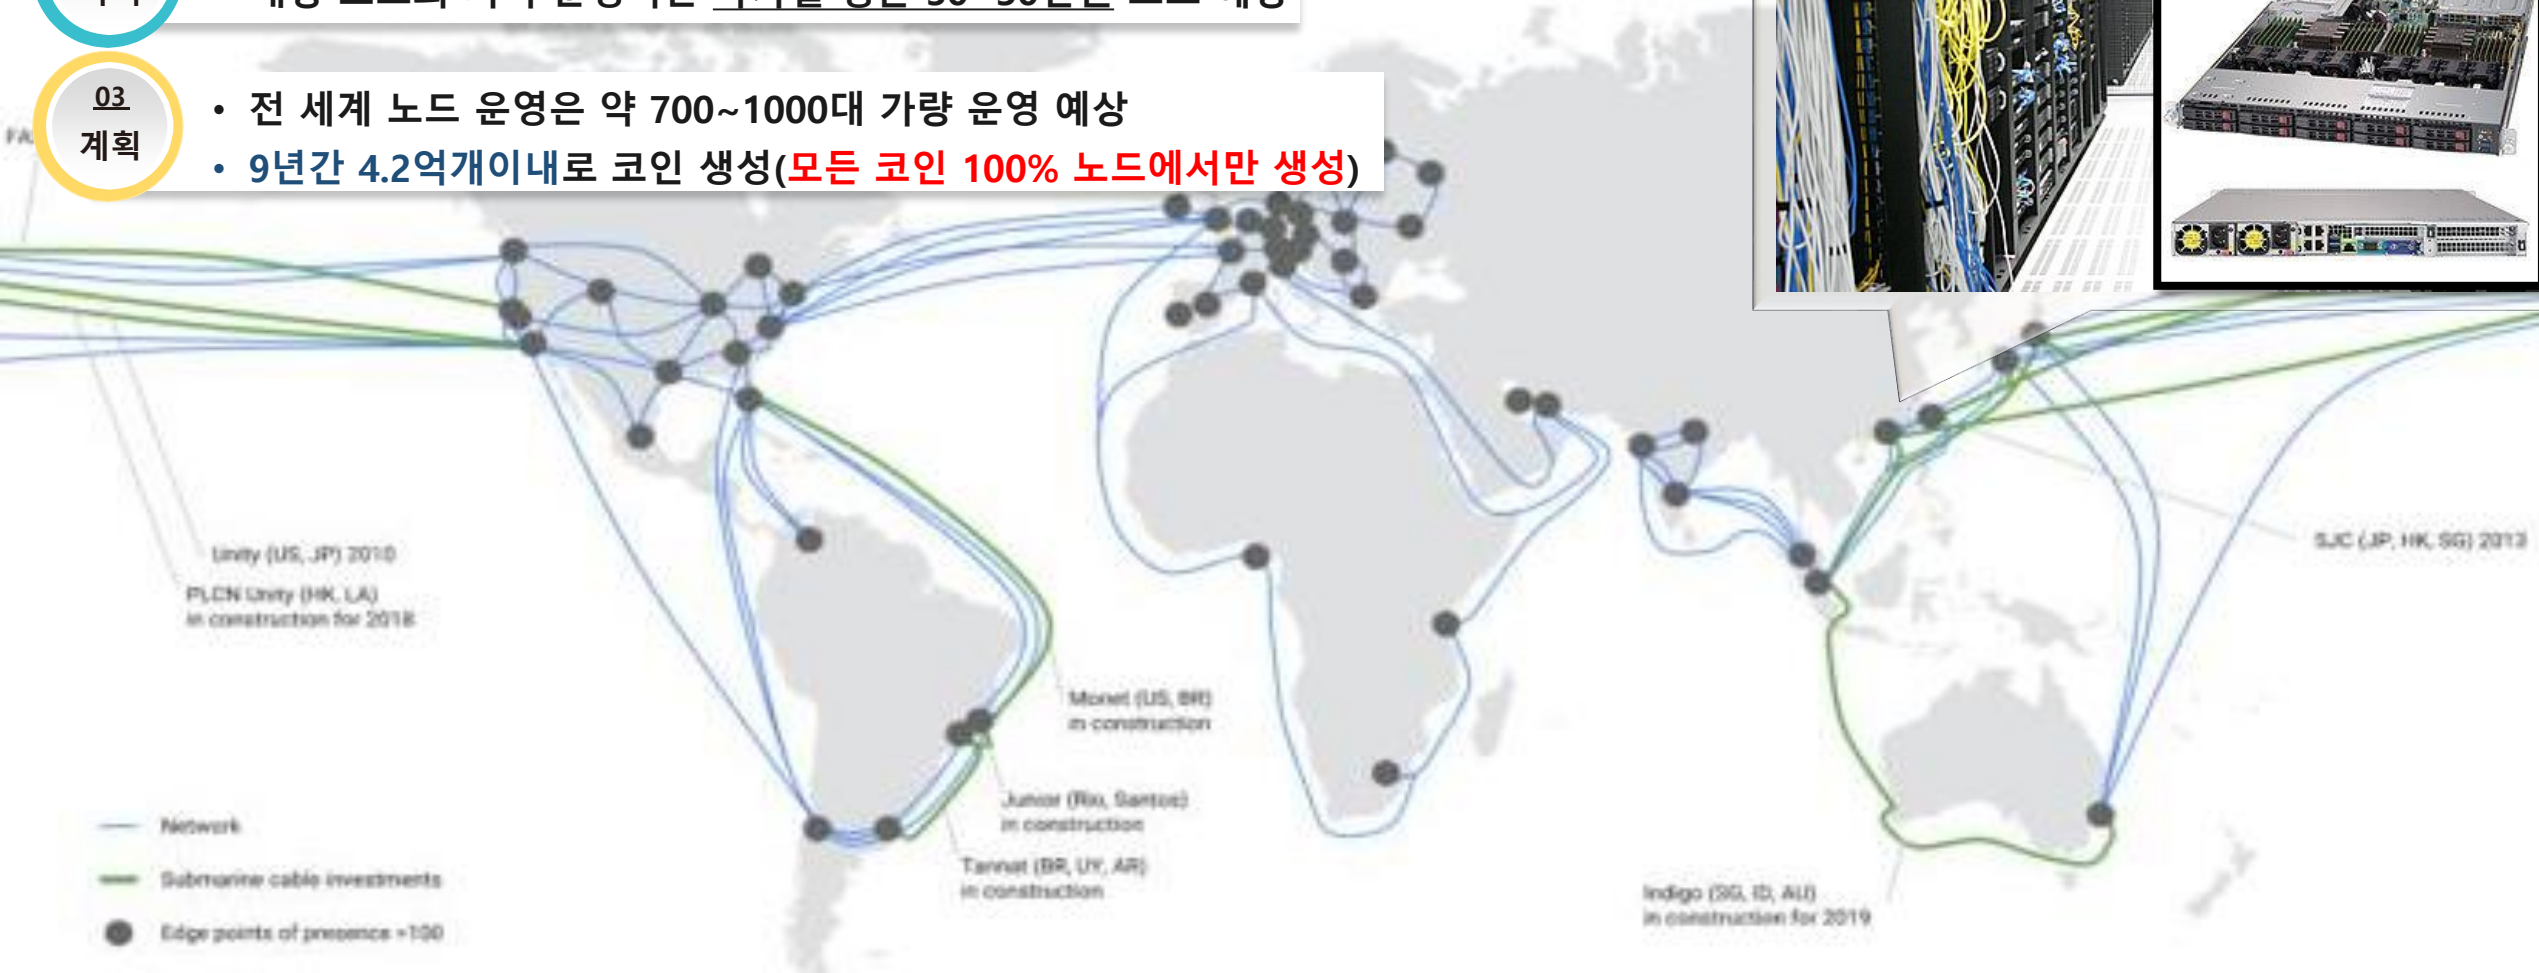 03
계획
• 전 세계 노드 운영은 약 700~1000대 가량 운영 예상
• 9년간 4.2억개이내로 코인 생성(모든 코인 100% 노드에서만 생성)
Unity (US, JP) 2010
PLCN Unity (HK, LA)
in construction for 2018
SJC (JP, HK, SG) 2013
Monet (US, BR)
in construction
Junior (Rio, Santos)
in construction
Tannat (BR, UY, AR)
in construction
Indigo (SG, ID, AU)
in construction for 2019
Network
Submarine cable investments
Edge points of presence >100